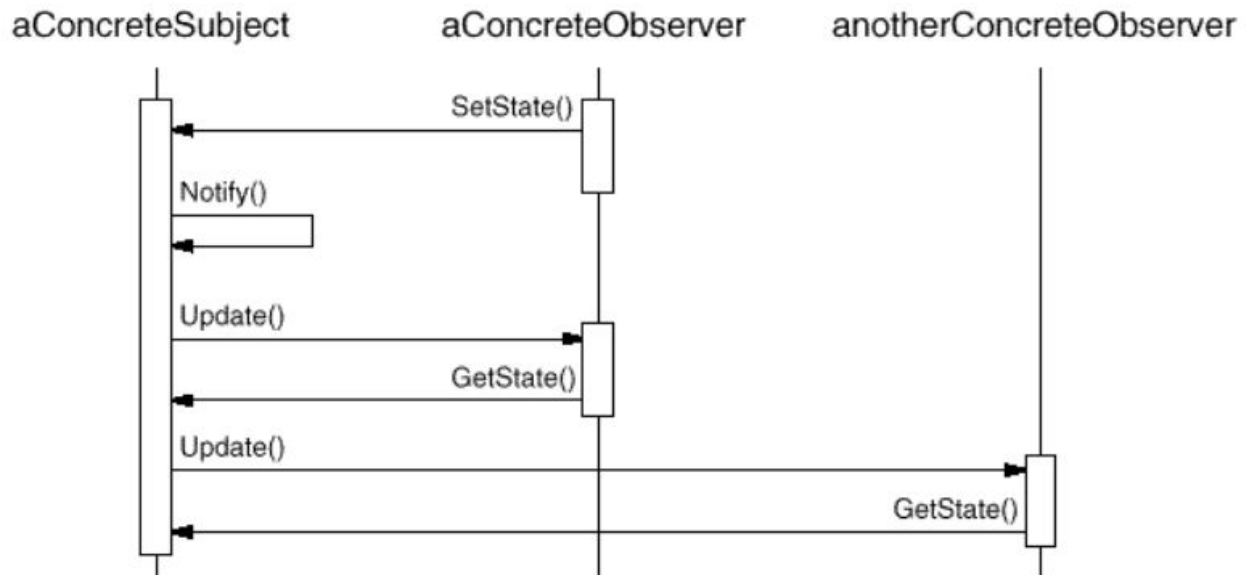 aConcreteSubject
aConcreteObserver
anotherConcreteObserver
SetState()
Notify()
Update()
GetState()
Update()
GetState()